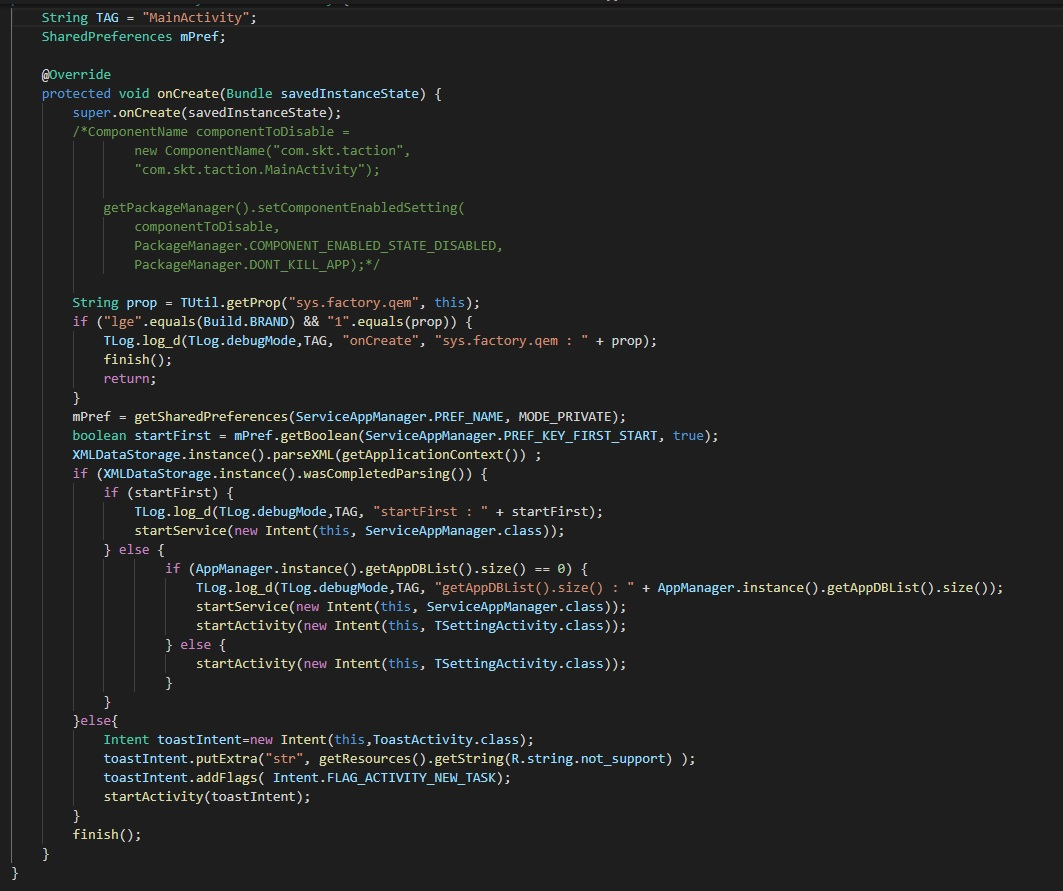 String TAG = "MainActivity";
SharedPreferences mPref;
@Override
protected void onCreate(Bundle savedInstanceState) {
super.onCreate(savedInstanceState);
/*ComponentName componentToDisable =
new ComponentName("com.skt.taction",
"com.skt.taction.MainActivity");
getPackageManager().setComponentEnabledSetting(
componentToDisable,
PackageManager.COMPONENT_ENABLED_STATE_DISABLED,
PackageManager.DONT_KILL_APP);*/
String prop = TUtil.getProp("sys.factory.qem", this);
if ("lge".equals(Build.BRAND) && "1".equals(prop)) {
TLog.log_d(TLog.debugMode,TAG, "onCreate", "sys.factory.qem : " + prop);
finish();
return;
}
mPref = getSharedPreferences(ServiceAppManager.PREF_NAME, MODE_PRIVATE);
boolean startFirst = mPref.getBoolean(ServiceAppManager.PREF_KEY_FIRST_START, true);
XMLDataStorage.instance().parseXML(getApplicationContext()) ;
if (XMLDataStorage.instance().wasCompletedParsing()) {
if (startFirst) {
TLog.log_d(TLog.debugMode,TAG, "startFirst : " + startFirst);
startService(new Intent(this, ServiceAppManager.class));
} else {
if (AppManager.instance().getAppDBList().size() == 0) {
TLog.log_d(TLog.debugMode,TAG, "getAppDBList().size() : " + AppManager.instance().getAppDBList().size());
startService(new Intent(this, ServiceAppManager.class));
startActivity(new Intent(this, TSettingActivity.class));
} else {
startActivity(new Intent(this, TSettingActivity.class));
}
}
}else{
Intent toastIntent=new Intent(this,ToastActivity.class);
toastIntent.putExtra("str", getResources().getString(R.string.not_support) );
toastIntent.addFlags( Intent.FLAG_ACTIVITY_NEW_TASK);
startActivity(toastIntent);
}
finish();
}
}